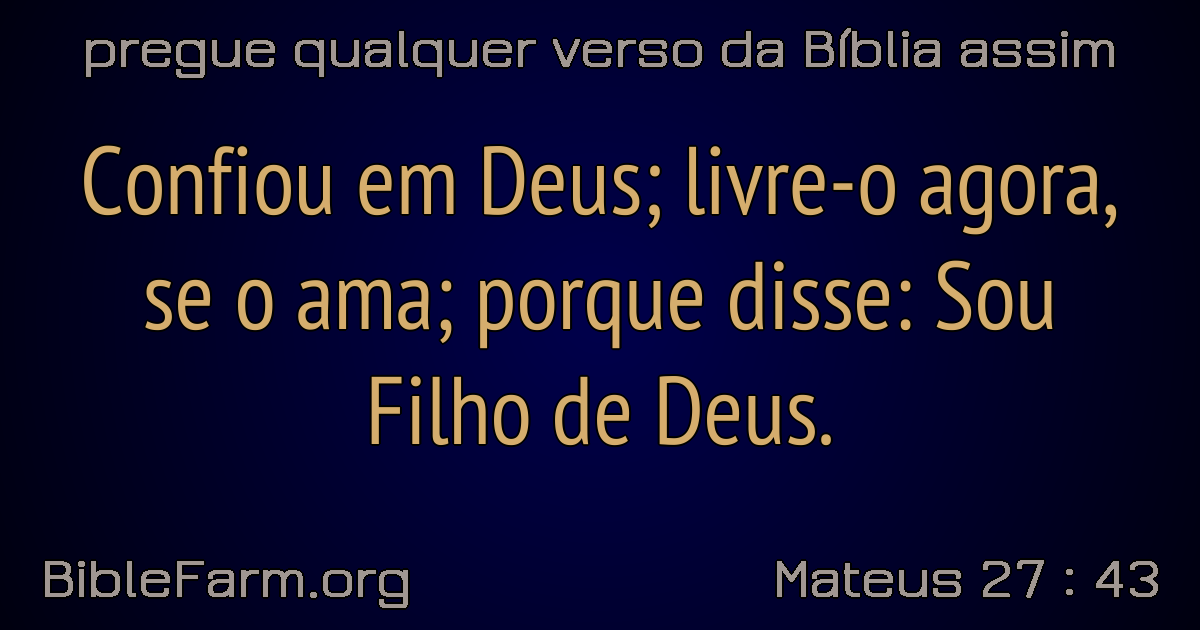 pregue qualquer verso da Bíblia assim
Confiou em Deus; livre-o agora,
se o ama; porque disse: Sou
Filho de Deus.
BibleFarm.org
Mateus 27 : 43